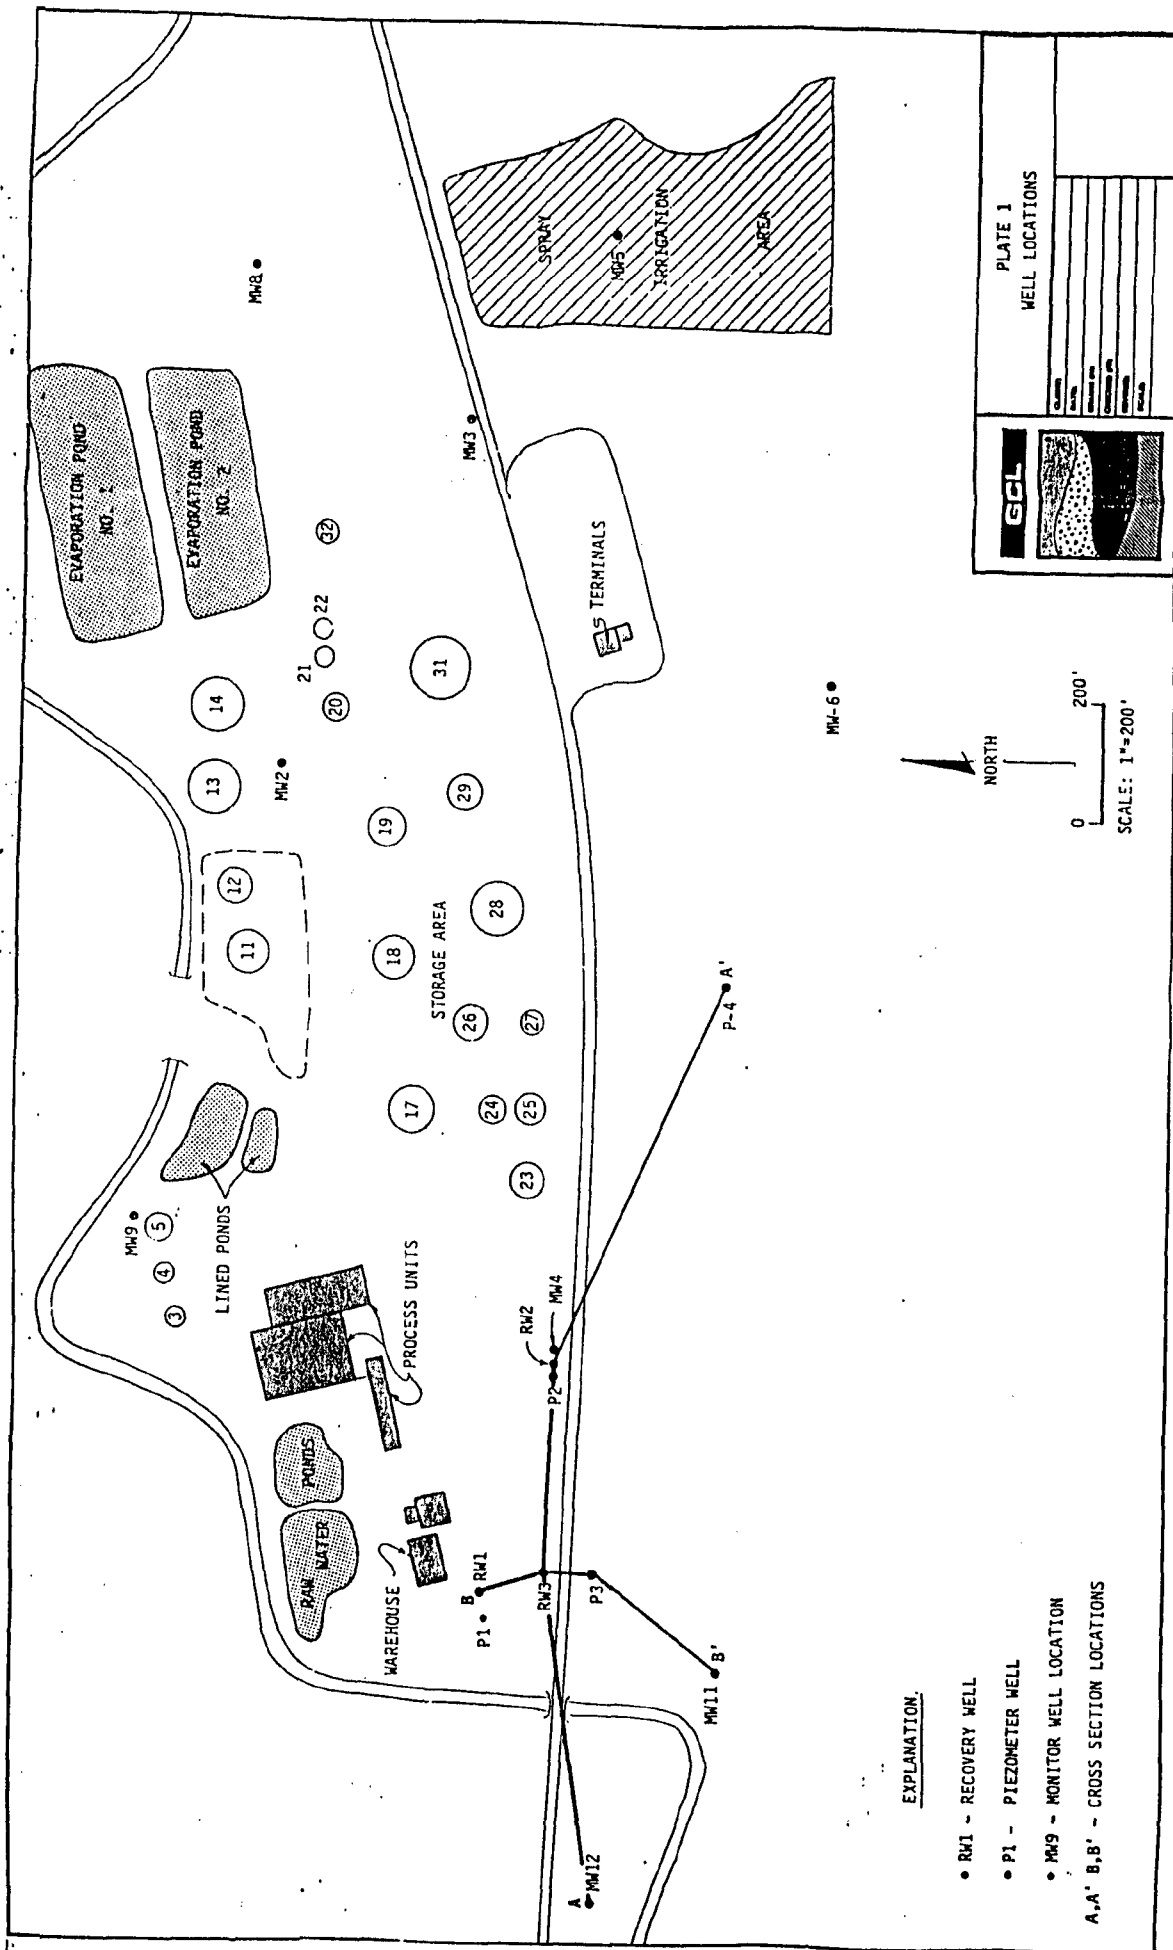 EVAPORATION POND
NO. 1
EVAPORATION POND
NO. 2
MW8
SPRAY
MW5
IRRIGATION
AREA
MW3
32
22
21
20
31
14
13
MW2
12
11
19
29
18
28
STORAGE AREA
26
27
17
24
25
23
TERMINALS
MW9
5
4
3
LINED PONDS
PROCESS UNITS
RW2
MW4
P2
RAW WATER
PONDS
WAREHOUSE
B
RW1
P1
RW3
P3
MW11
B'
A
MW12
P-4
A'
MW-6
NORTH
0
200'
SCALE: 1"=200'
EXPLANATION.
• RW1 - RECOVERY WELL
• P1 - PIEZOMETER WELL
• MW9 - MONITOR WELL LOCATION
A,A' B,B' - CROSS SECTION LOCATIONS
GCL
PLATE 1
WELL LOCATIONS